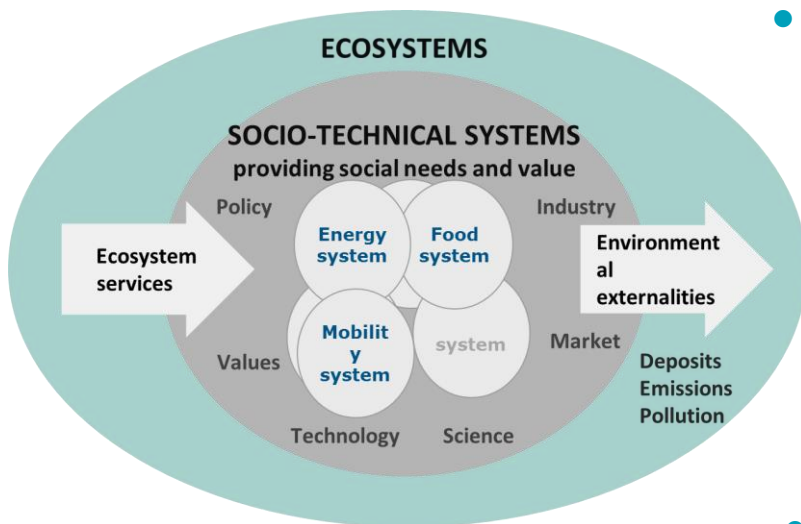 ECOSYSTEMS
SOCIO-TECHNICAL SYSTEMS
providing social needs and value
Policy
Industry
Energy
system
Food
system
Ecosystem
services
Environment
al
externalities
Mobilit
y
system
system
Values
Market
Deposits
Emissions
Pollution
Technology
Science